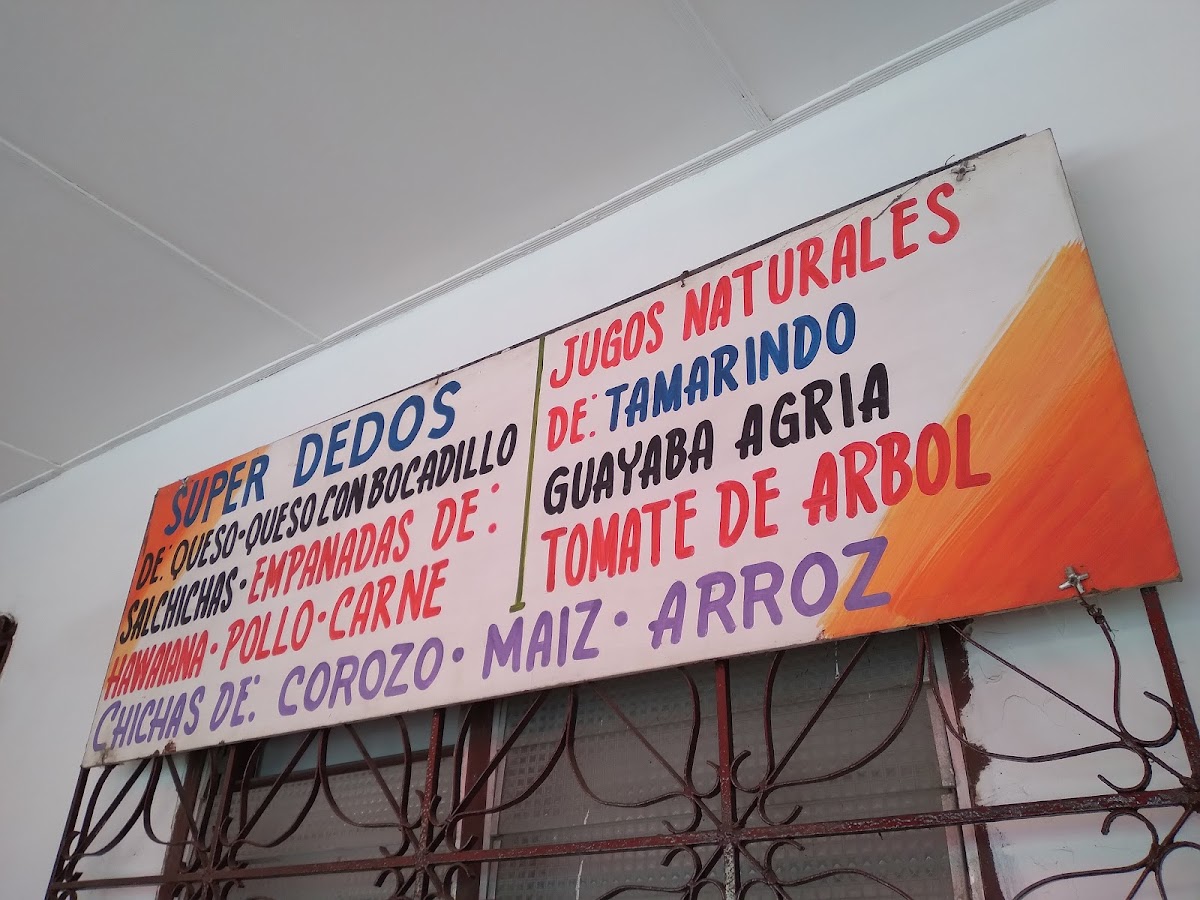 SUPER DEDOS
DE: QUESO·QUESO CON BOCADILLO
SALCHICHAS·EMPANADAS DE:
HAWAIANA·POLLO·CARNE
JUGOS NATURALES
DE: TAMARINDO
GUAYABA AGRIA
TOMATE DE ARBOL
CHICHAS DE: COROZO·MAIZ·ARROZ